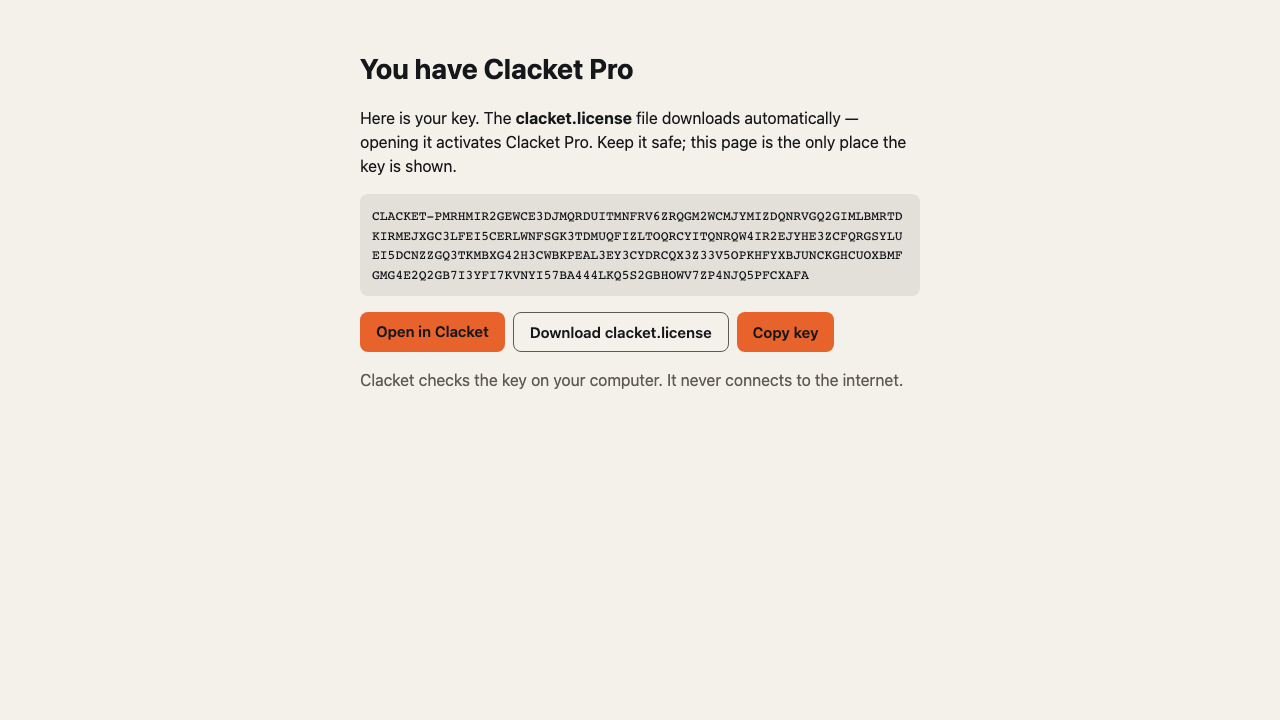 You have Clacket Pro
Here is your key. The clacket.license file downloads automatically —
opening it activates Clacket Pro. Keep it safe; this page is the only place the
key is shown.
CLACKET-PMRHMIR2GEWCE3DJMQRDUITMNFRV6ZRQGM2WCMJYMIZDQNRVGQ2GIMLBMRTD
KIRMEJXGC3LFEI5CERLWNFSGK3TDMUQFIZLTOQRCYITQNRQW4IR2EJYHE3ZCFQRGSYLU
EI5DCNZZGQ3TKMBXG42H3CWBKPEAL3EY3CYDRCQX3Z33V5OPKHFYXBJUNCKGHCUOXBMF
GMG4E2Q2GB7I3YFI7KVNYI57BA444LKQ5S2GBHOWV7ZP4NJQ5PFCXAFA
Open in Clacket
Download clacket.license
Copy key
Clacket checks the key on your computer. It never connects to the internet.